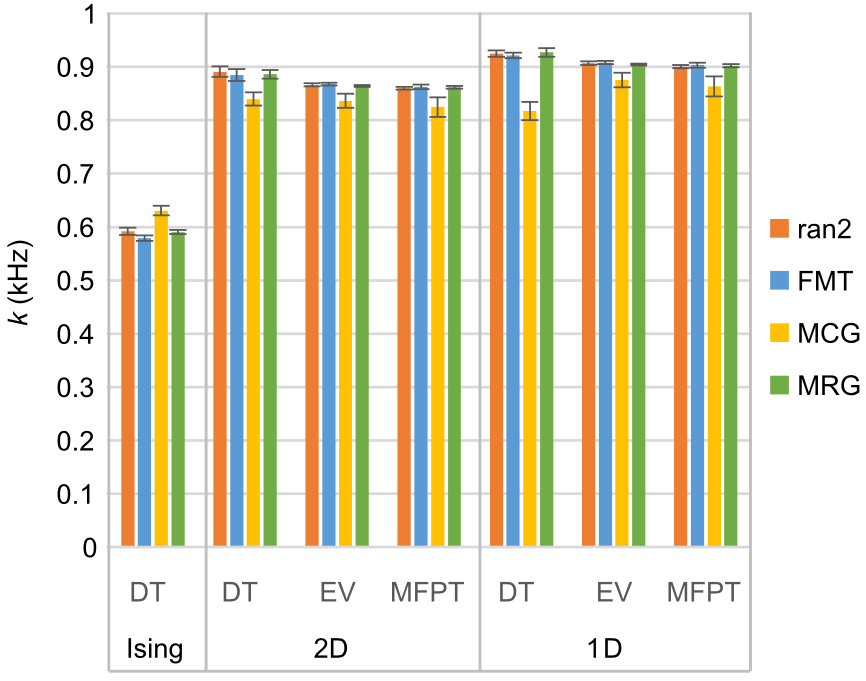 k (kHz)
1
0.9
0.8
0.7
0.6
0.5
0.4
0.3
0.2
0.1
0
DT DT EV MFPT DT EV MFPT
Ising 2D 1D
ran2
FMT
MCG
MRG